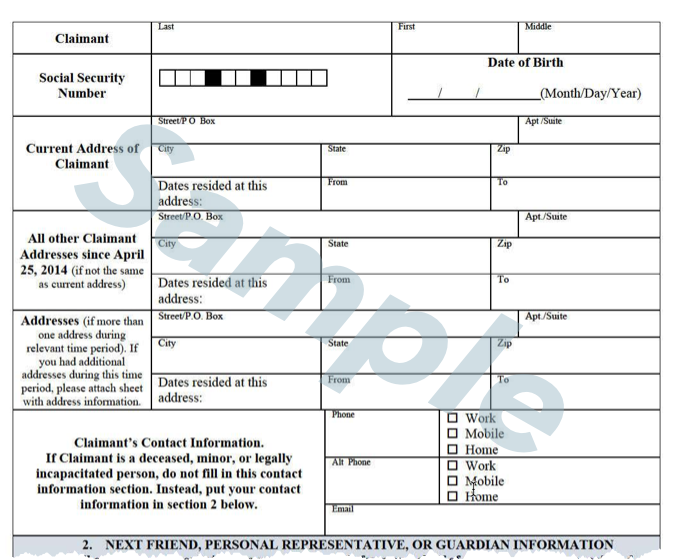 Claimant
Last
First
Middle
Social Security
Number
Date of Birth
/ / (Month/Day/Year)
Current Address of
Claimant
Street/P O Box
Apt/Suite
City
State
Zip
Dates resided at this
address:
From
To
All other Claimant
Addresses since April
25, 2014 (if not the same
as current address)
Street/P.O. Box
Apt./Suite
City
State
Zip
Dates resided at this
address:
From
To
Addresses (if more than
one address during
relevant time period). If
you had additional
addresses during this time
period, please attach sheet
with address information.
Street/P.O. Box
Apt./Suite
City
State
Zip
Dates resided at this
address:
From
To
Claimant's Contact Information.
If Claimant is a deceased, minor, or legally
incapacitated person, do not fill in this contact
information section. Instead, put your contact
information in section 2 below.
Phone
☐ Work
☐ Mobile
☐ Home
Alt Phone
☐ Work
☐ Mobile
☐ Home
Email
2. NEXT FRIEND, PERSONAL REPRESENTATIVE, OR GUARDIAN INFORMATION
Sample